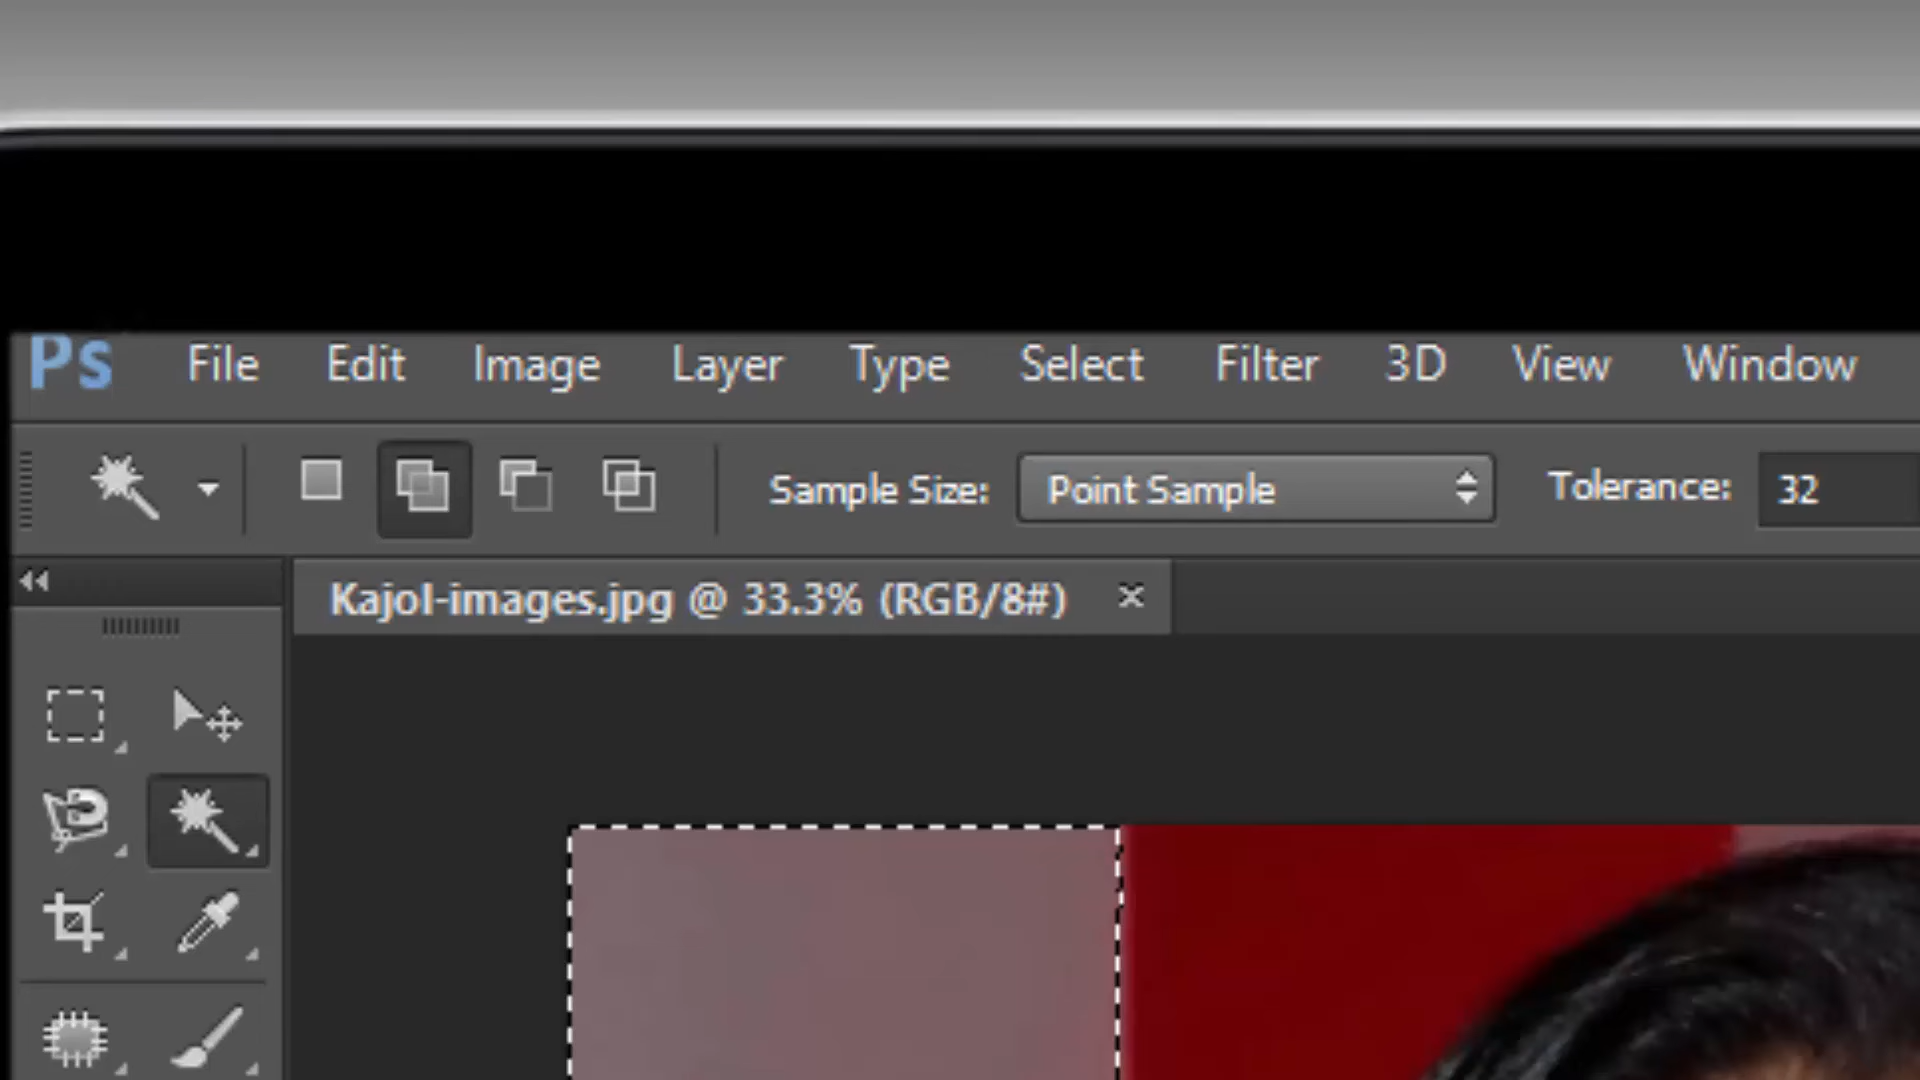 Ps File Edit Image Layer Type Select Filter 3D View Window
Sample Size: Point Sample Tolerance: 32
Kajol-images.jpg @ 33.3% (RGB/8#) ×